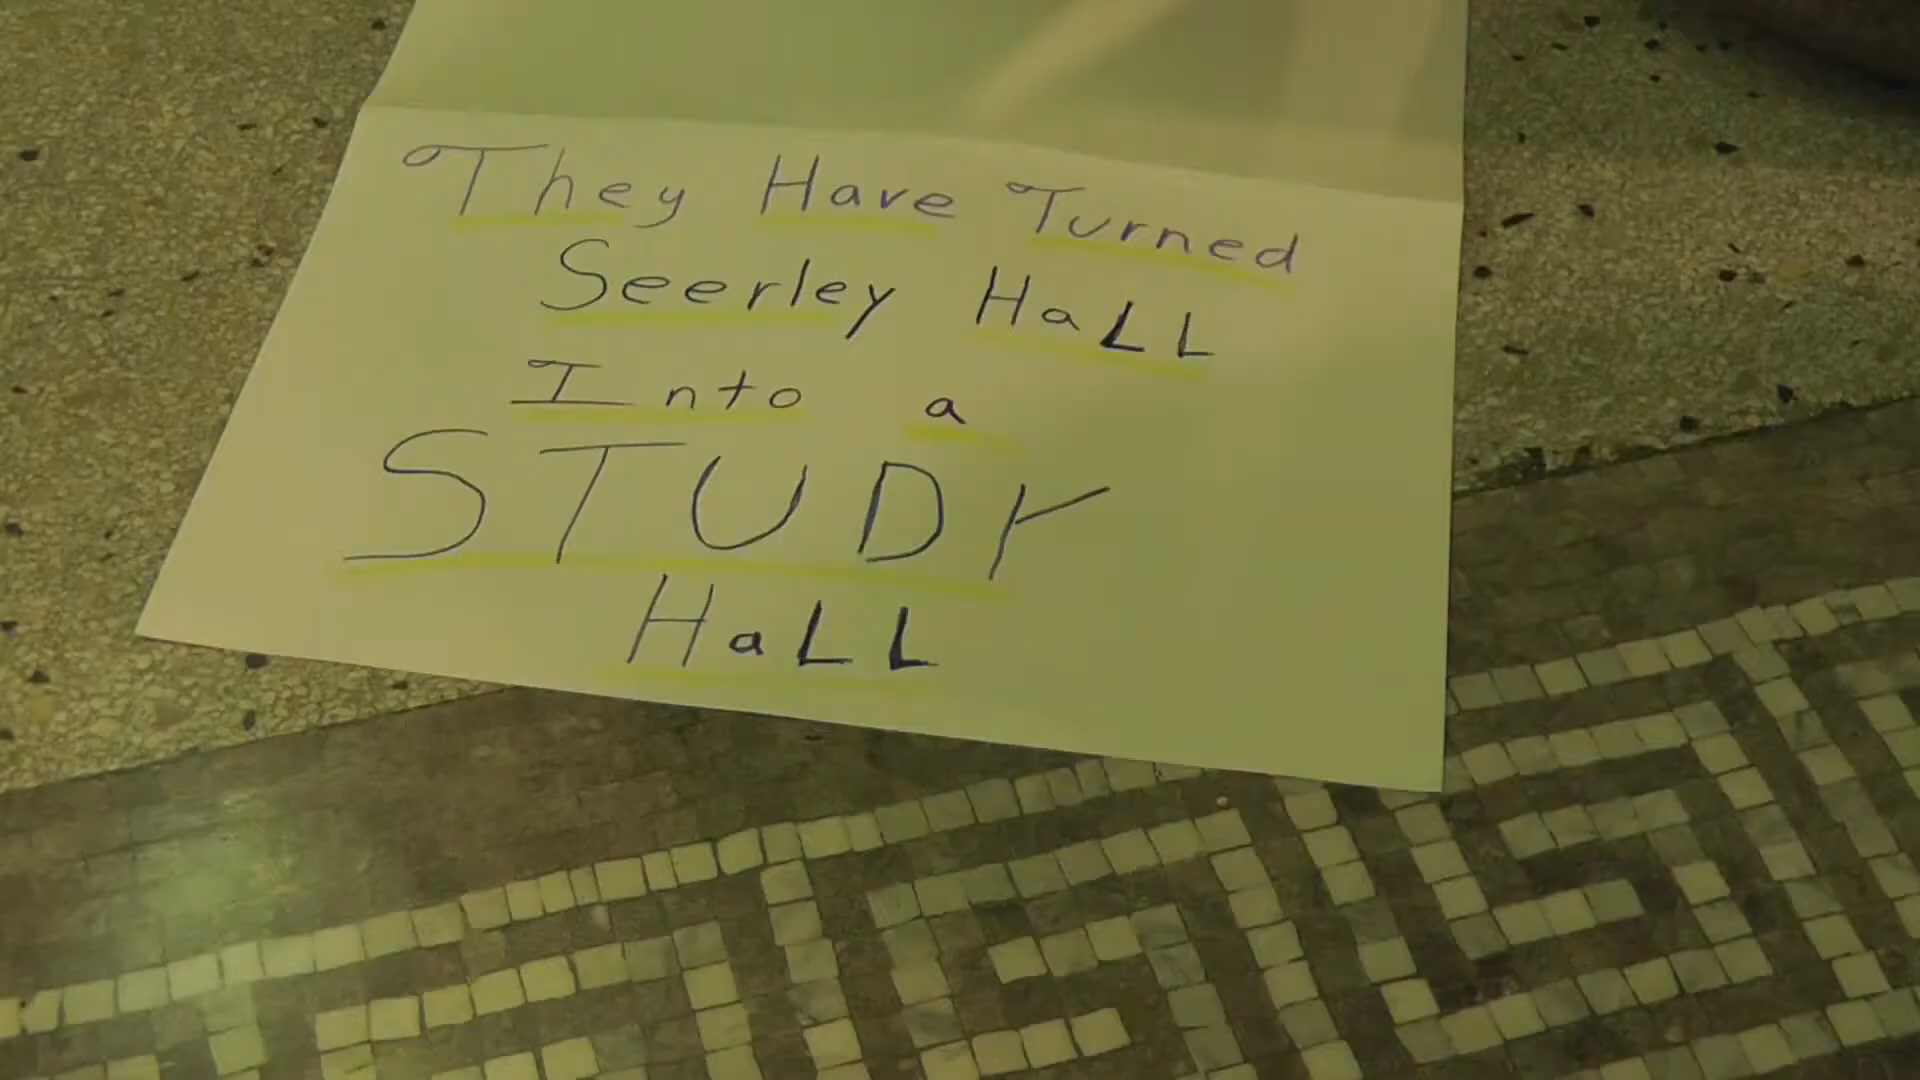 They Have Turned
Seerley HaLL
Into a
STUDY
HaLL